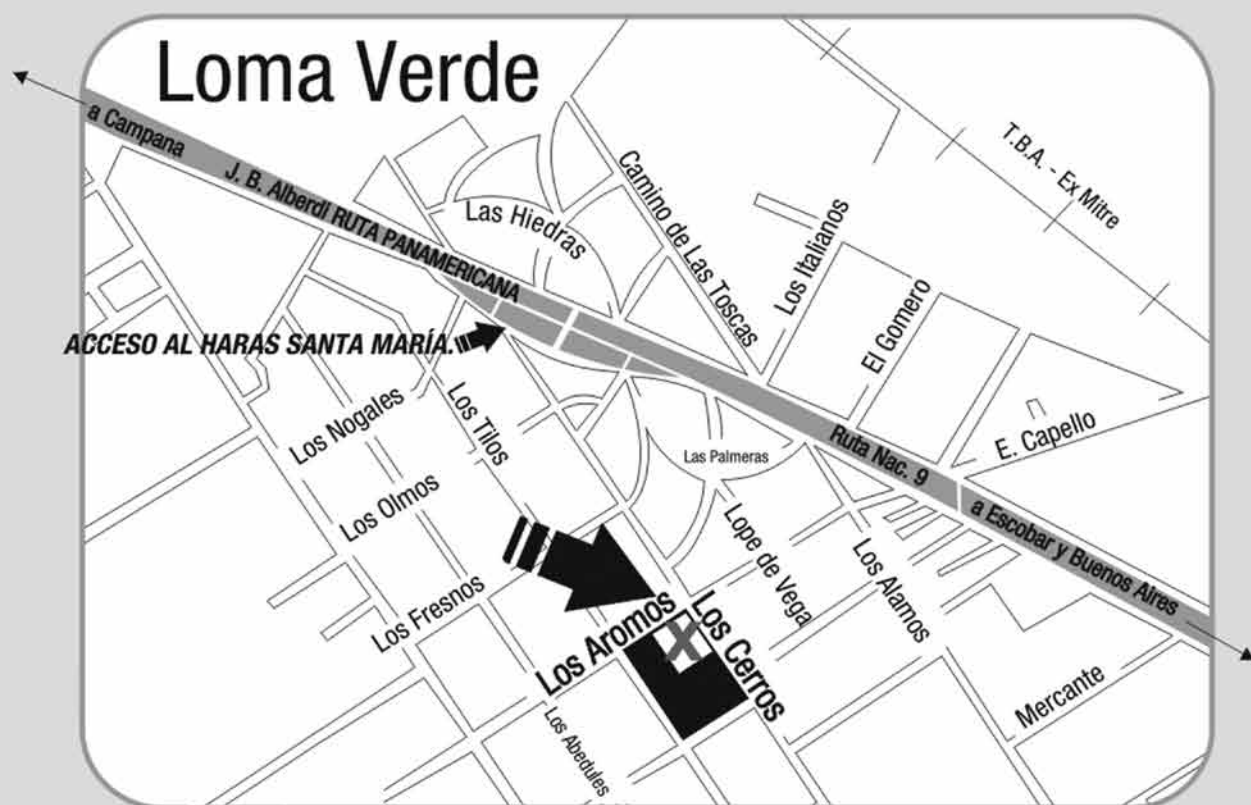 Loma Verde
a Campana
J. B. Alberdi RUTA PANAMERICANA
Las Hiedras
Camino de Las Toscas
T.B.A. - Ex Mitre
Los Italianos
El Gomero
ACCESO AL HARAS SANTA MARÍA.
Los Nogales
Los Tilos
Las Palmeras
Ruta Nac. 9
E. Capello
a Escobar y Buenos Aires
Los Olmos
Lope de Vega
Los Alamos
Los Fresnos
Los Aromos
X
Los Cerros
Los Abedules
Mercante